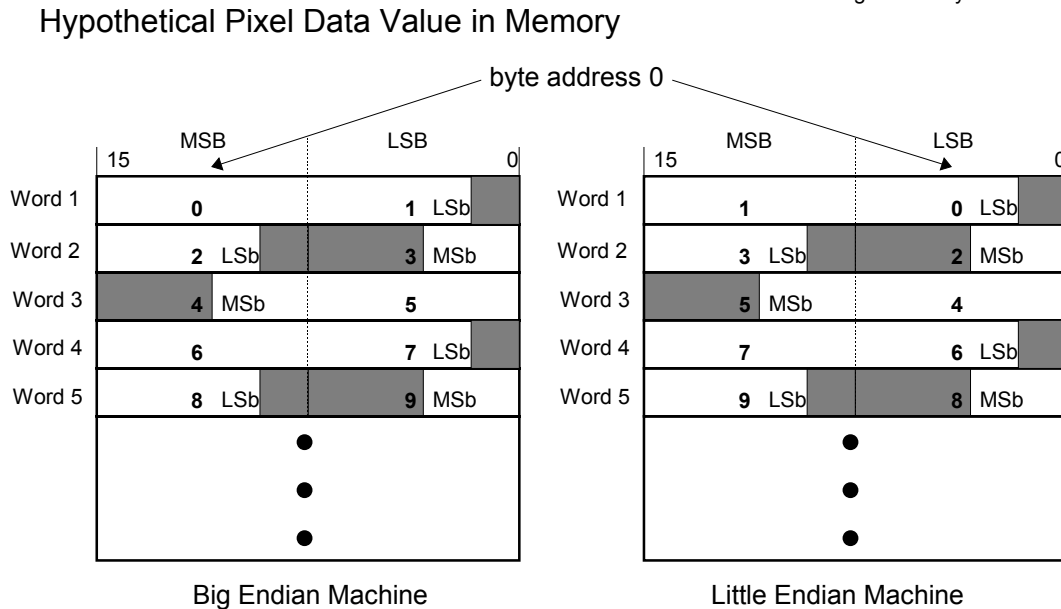 Hypothetical Pixel Data Value in Memory
byte address 0
MSB LSB
15 0
Word 1 0 1 LSb
Word 2 2 LSb 3 MSb
Word 3 4 MSb 5
Word 4 6 7 LSb
Word 5 8 LSb 9 MSb
Big Endian Machine
MSB LSB
15 0
Word 1 1 0 LSb
Word 2 3 LSb 2 MSb
Word 3 5 MSb 4
Word 4 7 6 LSb
Word 5 9 LSb 8 MSb
Little Endian Machine